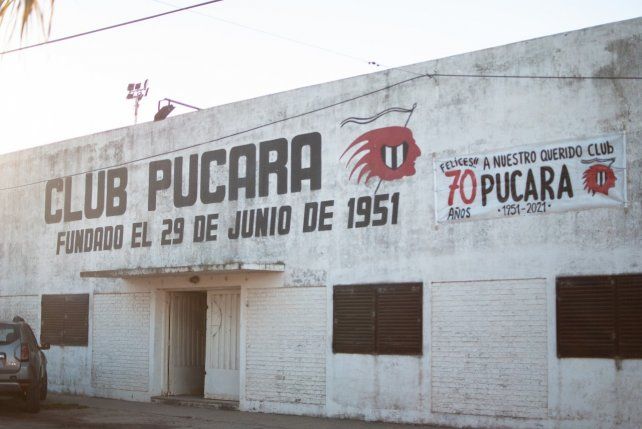 CLUB PUCARA
FUNDADO EL 29 DE JUNIO DE 1951
FELICES!! A NUESTRO QUERIDO CLUB
70 PUCARA
AÑOS · 1951-2021 ·